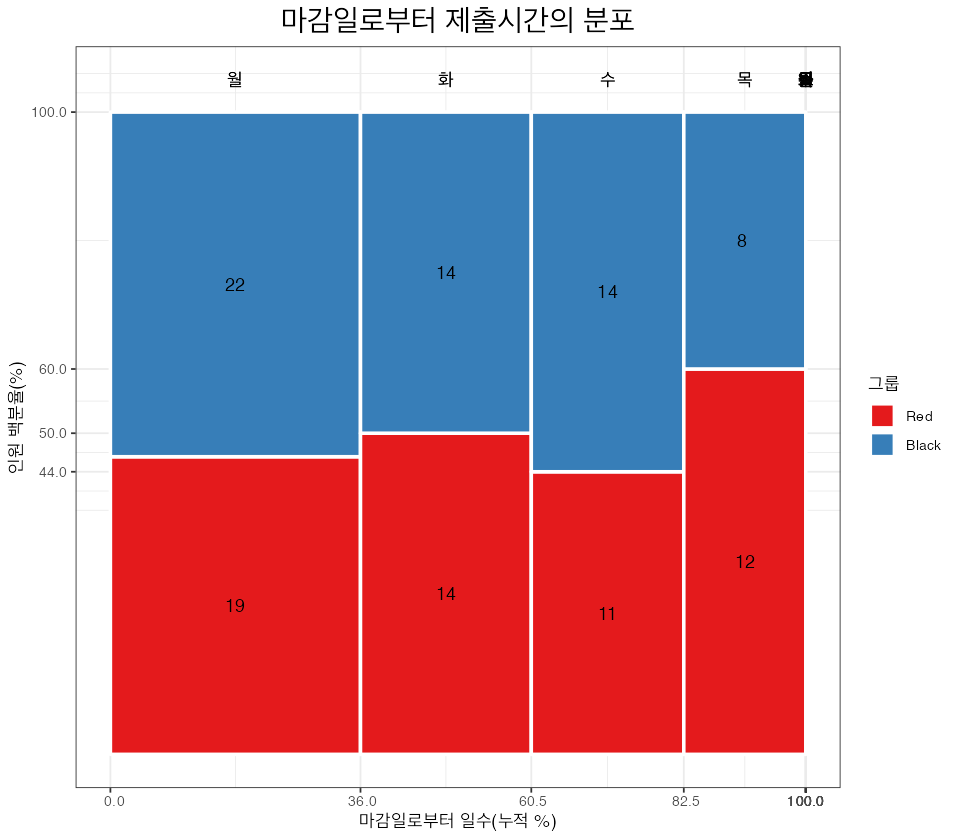 마감일로부터 제출시간의 분포
월 화 수 목
100.0
60.0
50.0
44.0
인원 백분율(%)
22 14 14 8
19 14 11 12
그룹
Red
Black
0.0 36.0 60.5 82.5
마감일로부터 일수(누적 %)